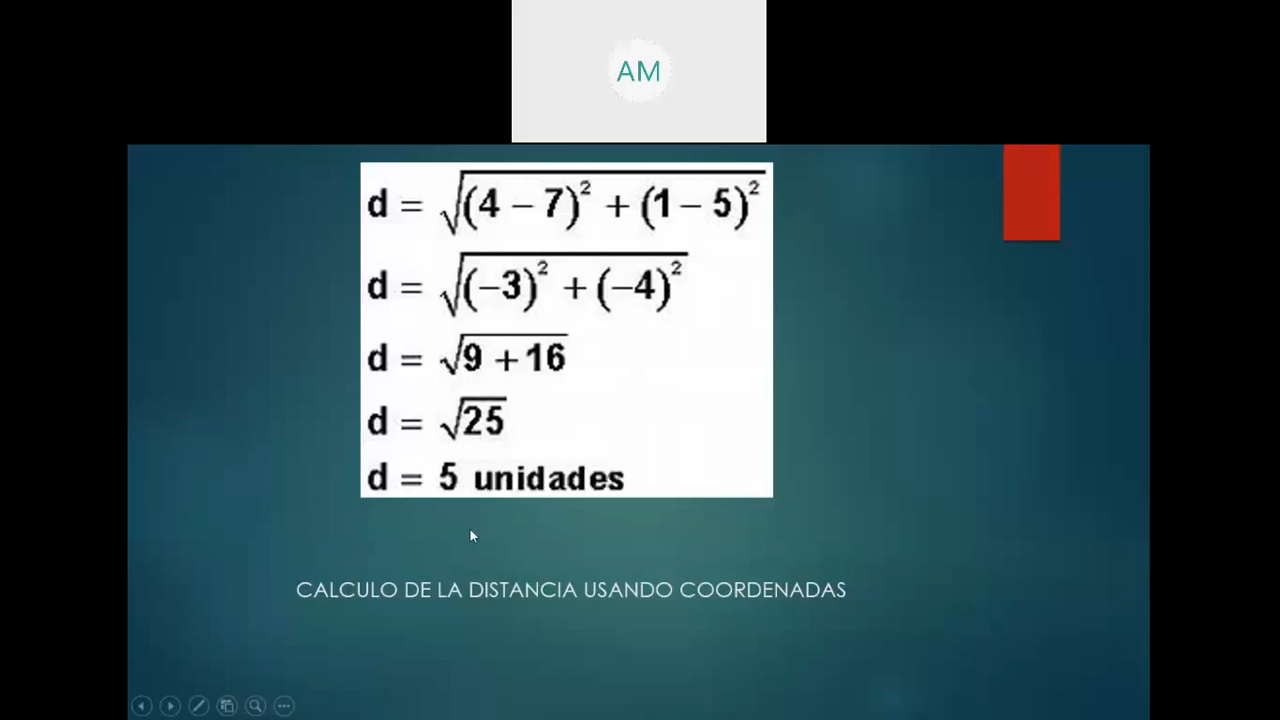 AM
d = √(4 − 7)² + (1 − 5)²
d = √(−3)² + (−4)²
d = √9 + 16
d = √25
d = 5 unidades
CALCULO DE LA DISTANCIA USANDO COORDENADAS